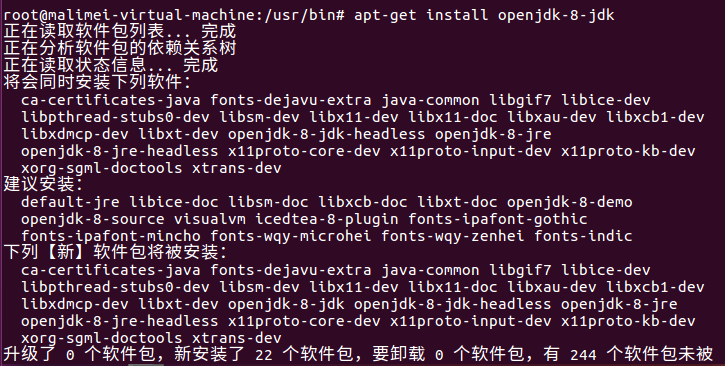 root@malimei-virtual-machine:/usr/bin# apt-get install openjdk-8-jdk
正在读取软件包列表... 完成
正在分析软件包的依赖关系树
正在读取状态信息... 完成
将会同时安装下列软件：
ca-certificates-java fonts-dejavu-extra java-common libgif7 libice-dev
libpthread-stubs0-dev libsm-dev libx11-dev libx11-doc libxau-dev libxcb1-dev
libxdmcp-dev libxt-dev openjdk-8-jdk-headless openjdk-8-jre
openjdk-8-jre-headless x11proto-core-dev x11proto-input-dev x11proto-kb-dev
xorg-sgml-doctools xtrans-dev
建议安装：
default-jre libice-doc libsm-doc libxcb-doc libxt-doc openjdk-8-demo
openjdk-8-source visualvm icedtea-8-plugin fonts-ipafont-gothic
fonts-ipafont-mincho fonts-wqy-microhei fonts-wqy-zenhei fonts-indic
下列【新】软件包将被安装：
ca-certificates-java fonts-dejavu-extra java-common libgif7 libice-dev
libpthread-stubs0-dev libsm-dev libx11-dev libx11-doc libxau-dev libxcb1-dev
libxdmcp-dev libxt-dev openjdk-8-jdk openjdk-8-jdk-headless openjdk-8-jre
openjdk-8-jre-headless x11proto-core-dev x11proto-input-dev x11proto-kb-dev
xorg-sgml-doctools xtrans-dev
升级了 0 个软件包，新安装了 22 个软件包，要卸载 0 个软件包，有 244 个软件包未被